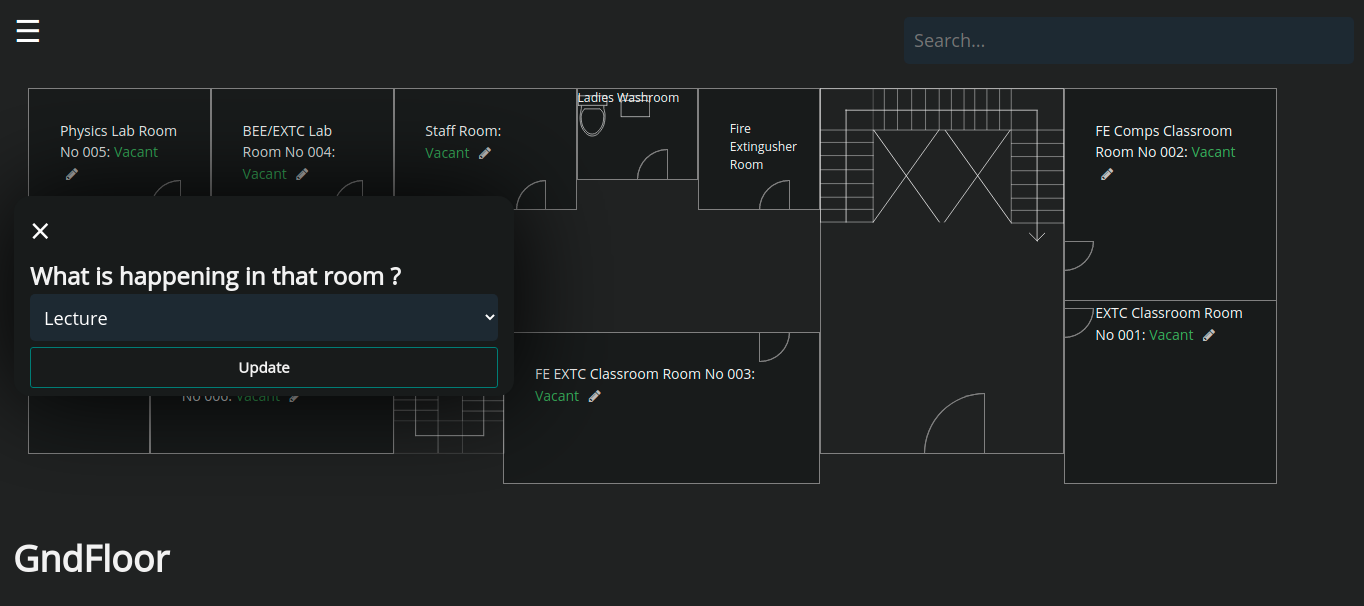 ☰
Search...
Physics Lab Room
No 005: Vacant
BEE/EXTC Lab
Room No 004:
Vacant
Staff Room:
Vacant
Ladies Washroom
Fire
Extingusher
Room
FE Comps Classroom
Room No 002: Vacant
✕
What is happening in that room ?
Lecture
Update
EXTC Classroom Room
No 001: Vacant
FE EXTC Classroom Room No 003:
Vacant
No 006: Vacant
GndFloor